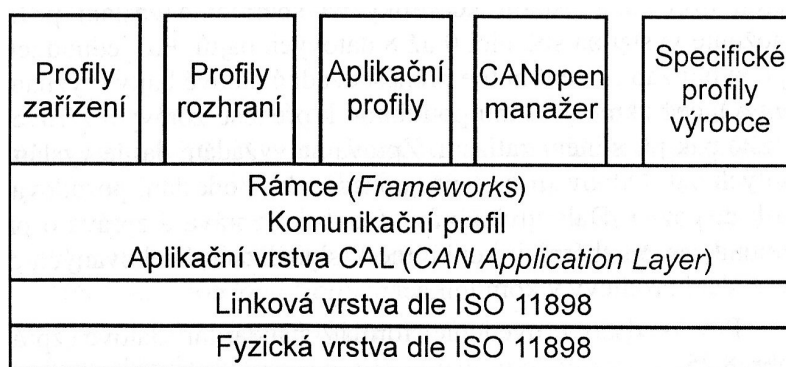 Profily
zařízení
Profily
rozhraní
Aplikační
profily
CANopen
manažer
Specifické
profily
výrobce
Rámce (Frameworks)
Komunikační profil
Aplikační vrstva CAL (CAN Application Layer)
Linková vrstva dle ISO 11898
Fyzická vrstva dle ISO 11898